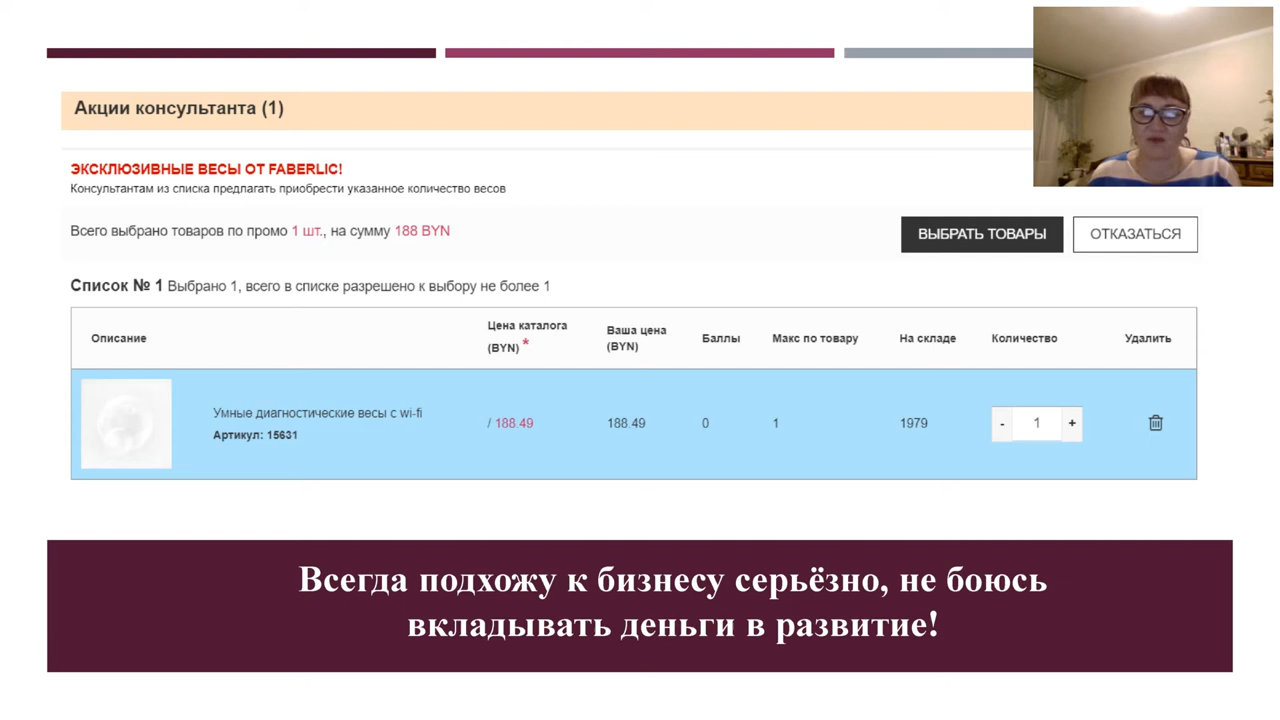 Акции консультанта (1)
ЭКСКЛЮЗИВНЫЕ ВЕСЫ ОТ FABERLIC!
Консультантам из списка предлагать приобрести указанное количество весов
Всего выбрано товаров по промо 1 шт., на сумму 188 BYN
ВЫБРАТЬ ТОВАРЫ
ОТКАЗАТЬСЯ
Список № 1 Выбрано 1, всего в списке разрешено к выбору не более 1
Описание
Цена каталога
(BYN) *
Ваша цена
(BYN)
Баллы
Макс по товару
На складе
Количество
Удалить
Умные диагностические весы с wi-fi
Артикул: 15631
/ 188.49
188.49
0
1
1979
- 1 +
Всегда подхожу к бизнесу серьёзно, не боюсь
вкладывать деньги в развитие!